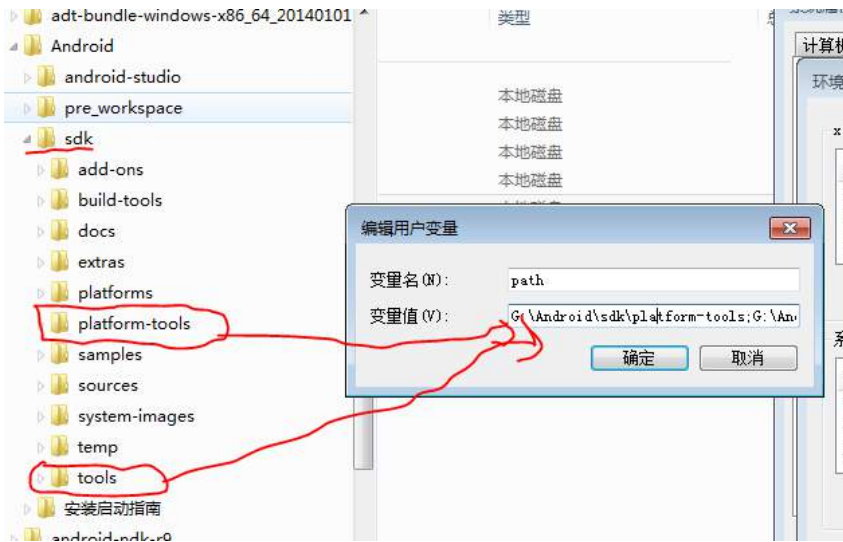 adt-bundle-windows-x86_64_20140101
Android
android-studio
pre_workspace
sdk
add-ons
build-tools
docs
extras
platforms
platform-tools
samples
sources
system-images
temp
tools
安装启动指南
android-ndk-r9
类型
本地磁盘
本地磁盘
本地磁盘
本地磁盘
计算机
环境
x
编辑用户变量
变量名(N):
path
变量值(V):
G:\Android\sdk\platform-tools;G:\An
确定
取消
系